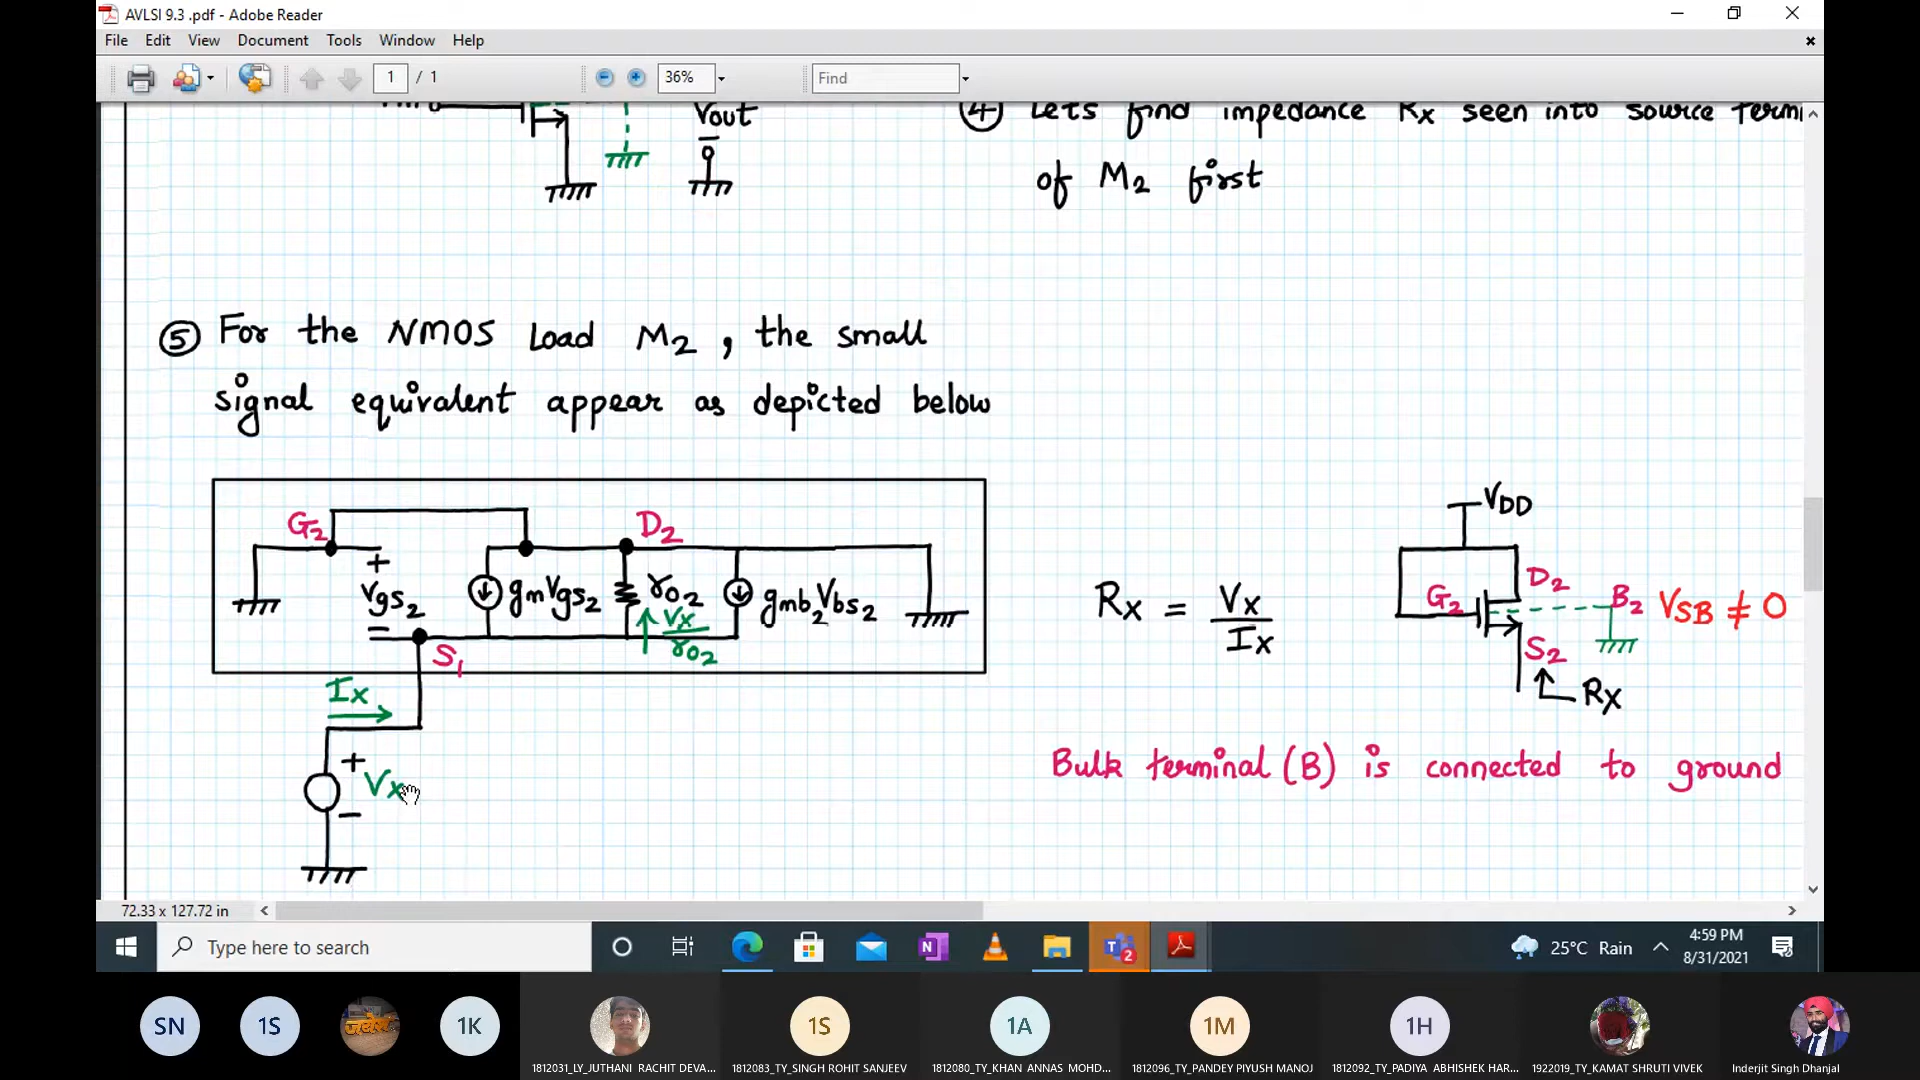 AVLSI 9.3 .pdf - Adobe Reader
File Edit View Document Tools Window Help
1 / 1 36% Find
Vout
④ Lets find impedance Rx seen into source Term
of M2 first
⑤ For the NMOS Load M2, the small
signal equivalent appear as depicted below
G2 D2
+ Vgs2 − gmVgs2 ro2 gmb2Vbs2
Vx/ro2
S1
Ix
+ Vx −
Rx = Vx/Ix
VDD
G2 D2 B2 VSB ≠ 0
S2
Rx
Bulk terminal (B) is connected to ground
72.33 x 127.72 in
Type here to search
25°C Rain
4:59 PM
8/31/2021
2
SN 1S 1K 1S 1A 1M 1H
1812031_LY_JUTHANI RACHIT DEVA...
1812083_TY_SINGH ROHIT SANJEEV
1812080_TY_KHAN ANNAS MOHD...
1812096_TY_PANDEY PIYUSH MANOJ
1812092_TY_PADIYA ABHISHEK HAR...
1922019_TY_KAMAT SHRUTI VIVEK
Inderjit Singh Dhanjal